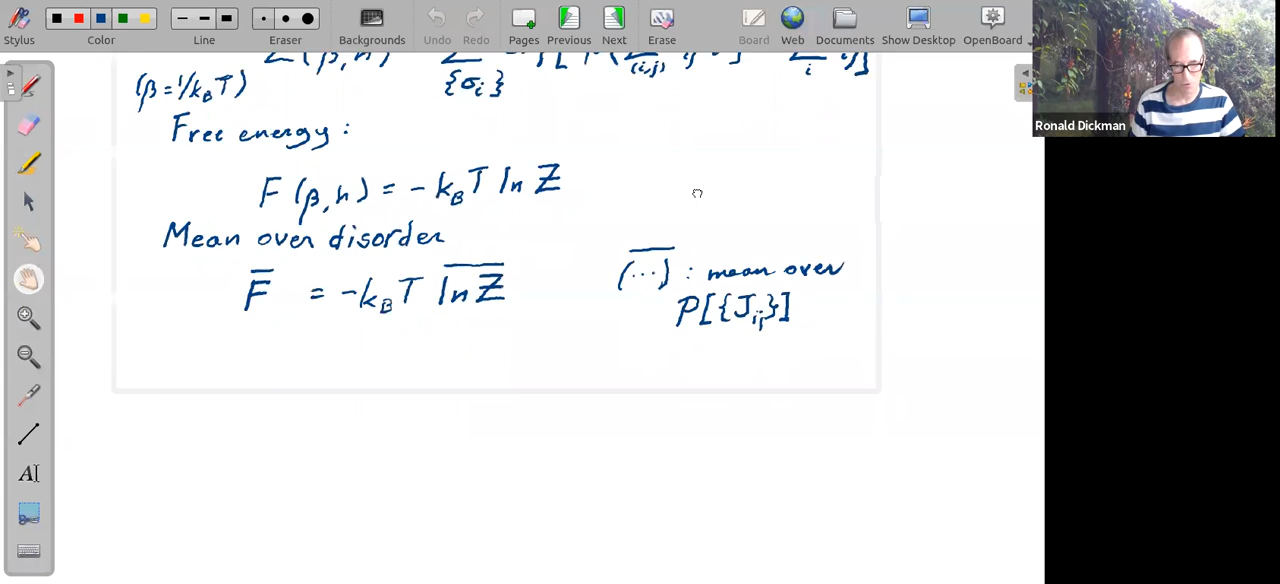 Stylus Color Line Eraser Backgrounds Undo Redo Pages Previous Next Erase Board Web Documents Show Desktop OpenBoard
Ronald Dickman
(β = 1/k_B T) {σ_i}
Free energy:
F(β, h) = -k_B T ln Z
Mean over disorder
F̅ = -k_B T \overline{ln Z}
\overline{(...)} : mean over
P[{J_ij}]